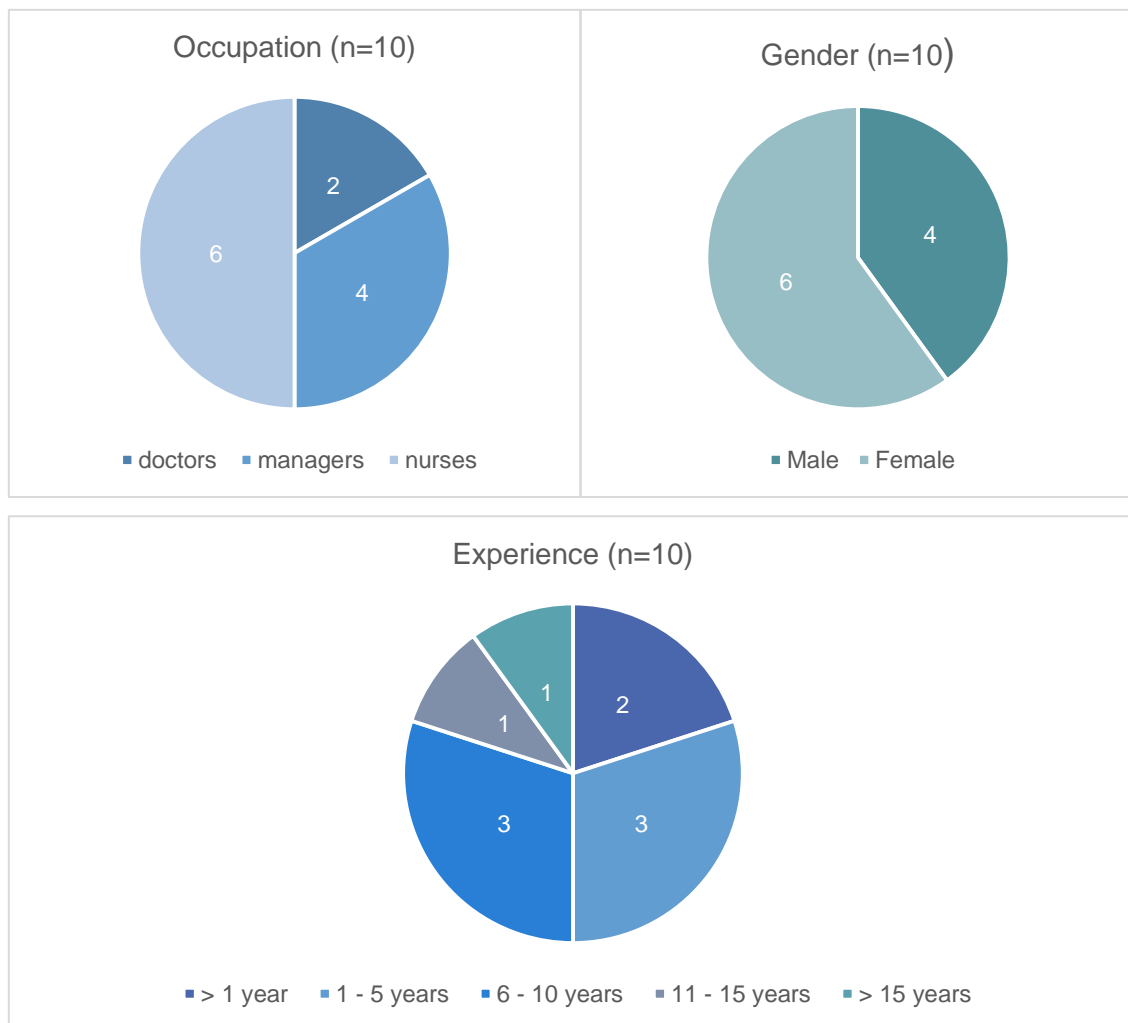 Occupation (n=10)
2
4
6
doctors managers nurses
Gender (n=10)
4
6
Male Female
Experience (n=10)
2
3
3
1
1
> 1 year 1 - 5 years 6 - 10 years 11 - 15 years > 15 years